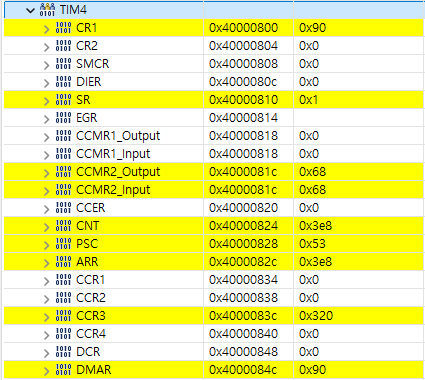 TIM4
CR1 0x40000800 0x90
CR2 0x40000804 0x0
SMCR 0x40000808 0x0
DIER 0x4000080c 0x0
SR 0x40000810 0x1
EGR 0x40000814
CCMR1_Output 0x40000818 0x0
CCMR1_Input 0x40000818 0x0
CCMR2_Output 0x4000081c 0x68
CCMR2_Input 0x4000081c 0x68
CCER 0x40000820 0x0
CNT 0x40000824 0x3e8
PSC 0x40000828 0x53
ARR 0x4000082c 0x3e8
CCR1 0x40000834 0x0
CCR2 0x40000838 0x0
CCR3 0x4000083c 0x320
CCR4 0x40000840 0x0
DCR 0x40000848 0x0
DMAR 0x4000084c 0x90